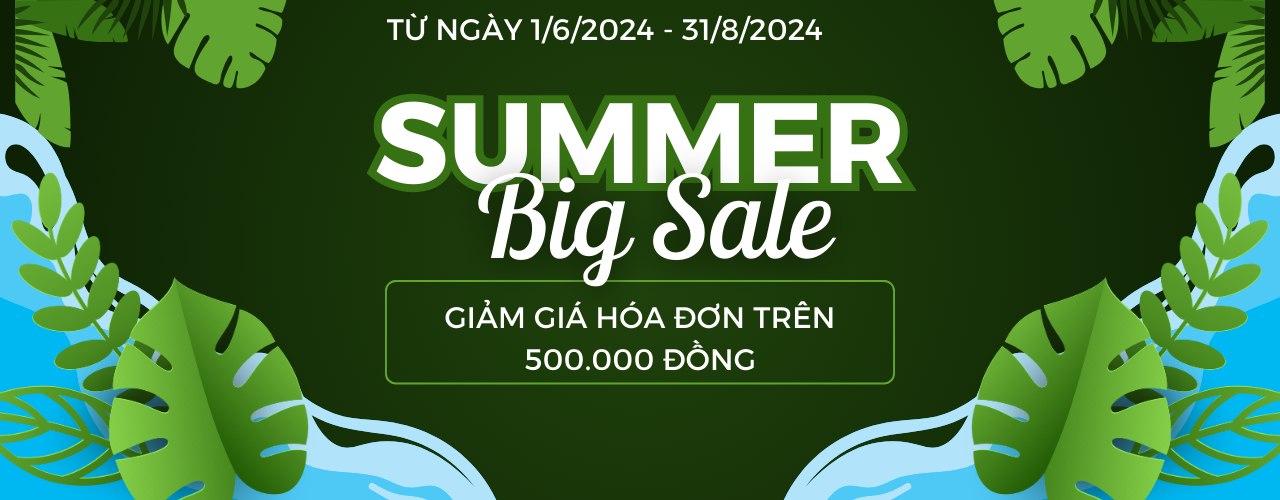 TỪ NGÀY 1/6/2024 - 31/8/2024
SUMMER
Big Sale
GIẢM GIÁ HÓA ĐƠN TRÊN
500.000 ĐỒNG